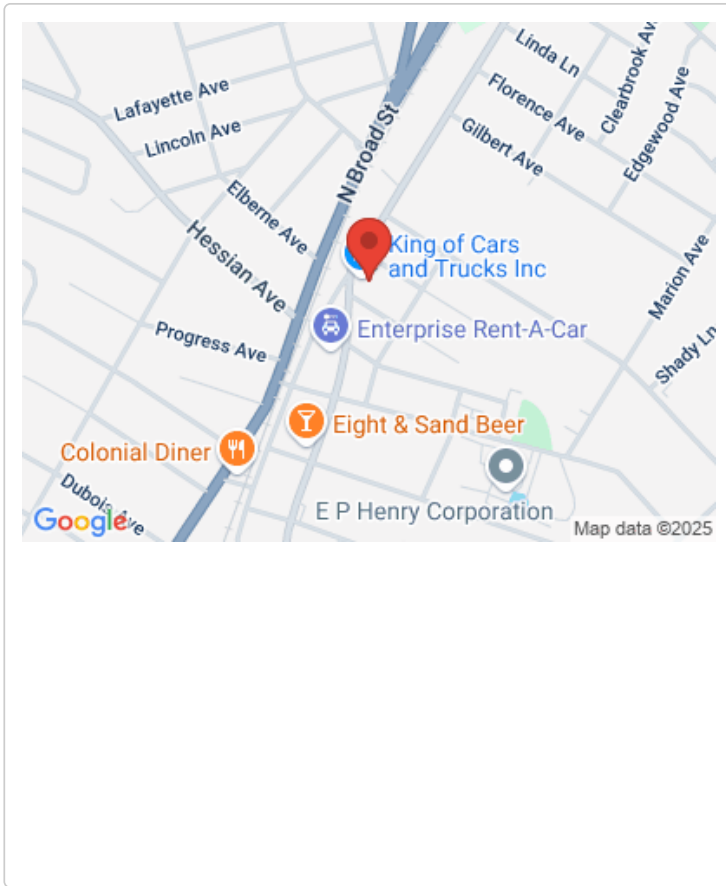 Linda Ln
Clearbrook Av
Lafayette Ave
Florence Ave
Edgewood Ave
Lincoln Ave
Gilbert Ave
N Broad St
Elberne Ave
Hessian Ave
King of Cars
and Trucks Inc
Marion Ave
Progress Ave
Enterprise Rent-A-Car
Shady Ln
Eight & Sand Beer
Colonial Diner
Dubois Ave
E P Henry Corporation
Google
Map data ©2025